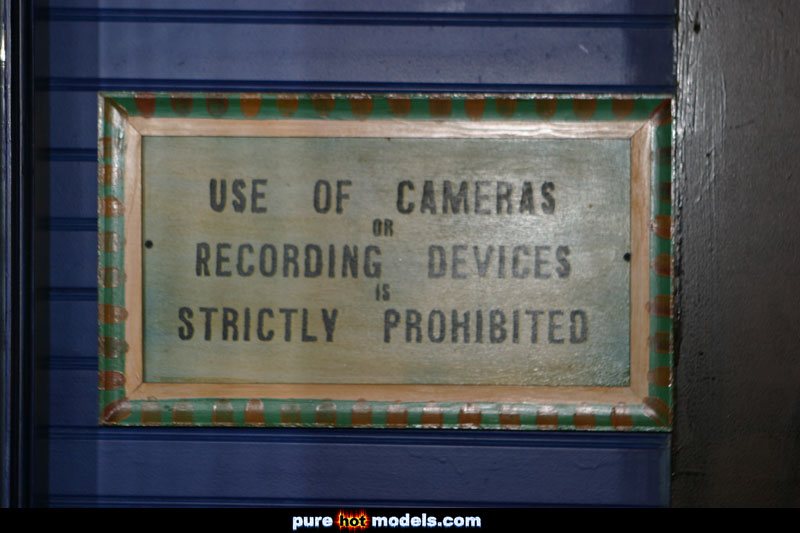 USE OF CAMERAS
OR
RECORDING DEVICES
IS
STRICTLY PROHIBITED
pure hot models.com